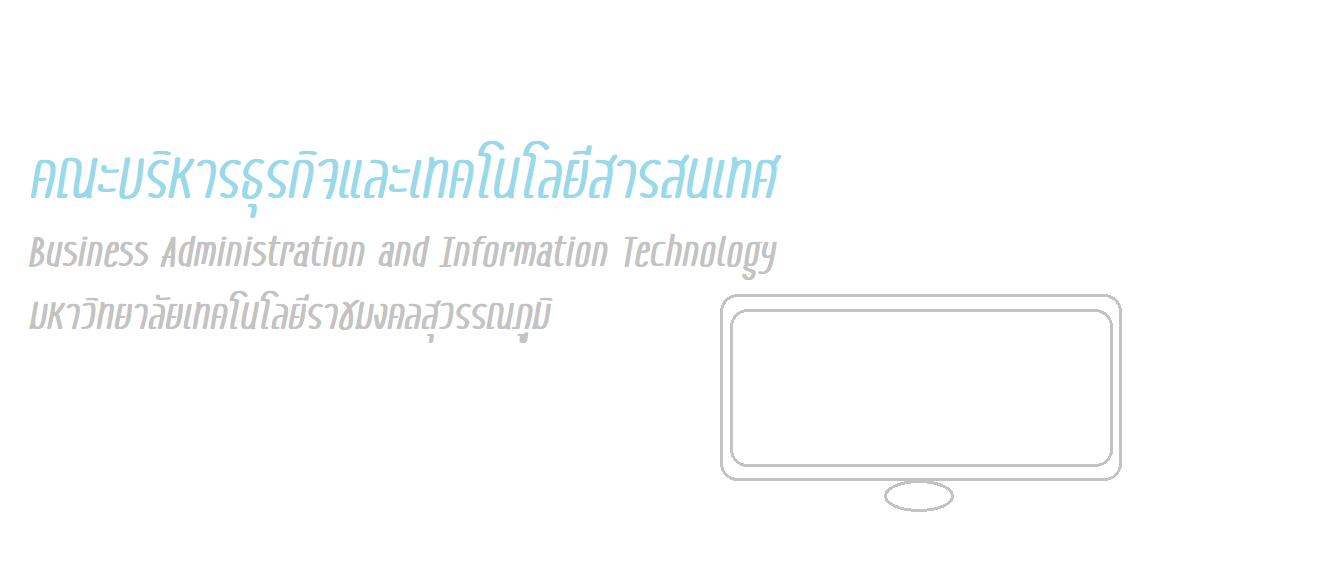 คณะบริหารธุรกิจและเทคโนโลยีสารสนเทศ
Business Administration and Information Technology
มหาวิทยาลัยเทคโนโลยีราชมงคลสุวรรณภูมิ